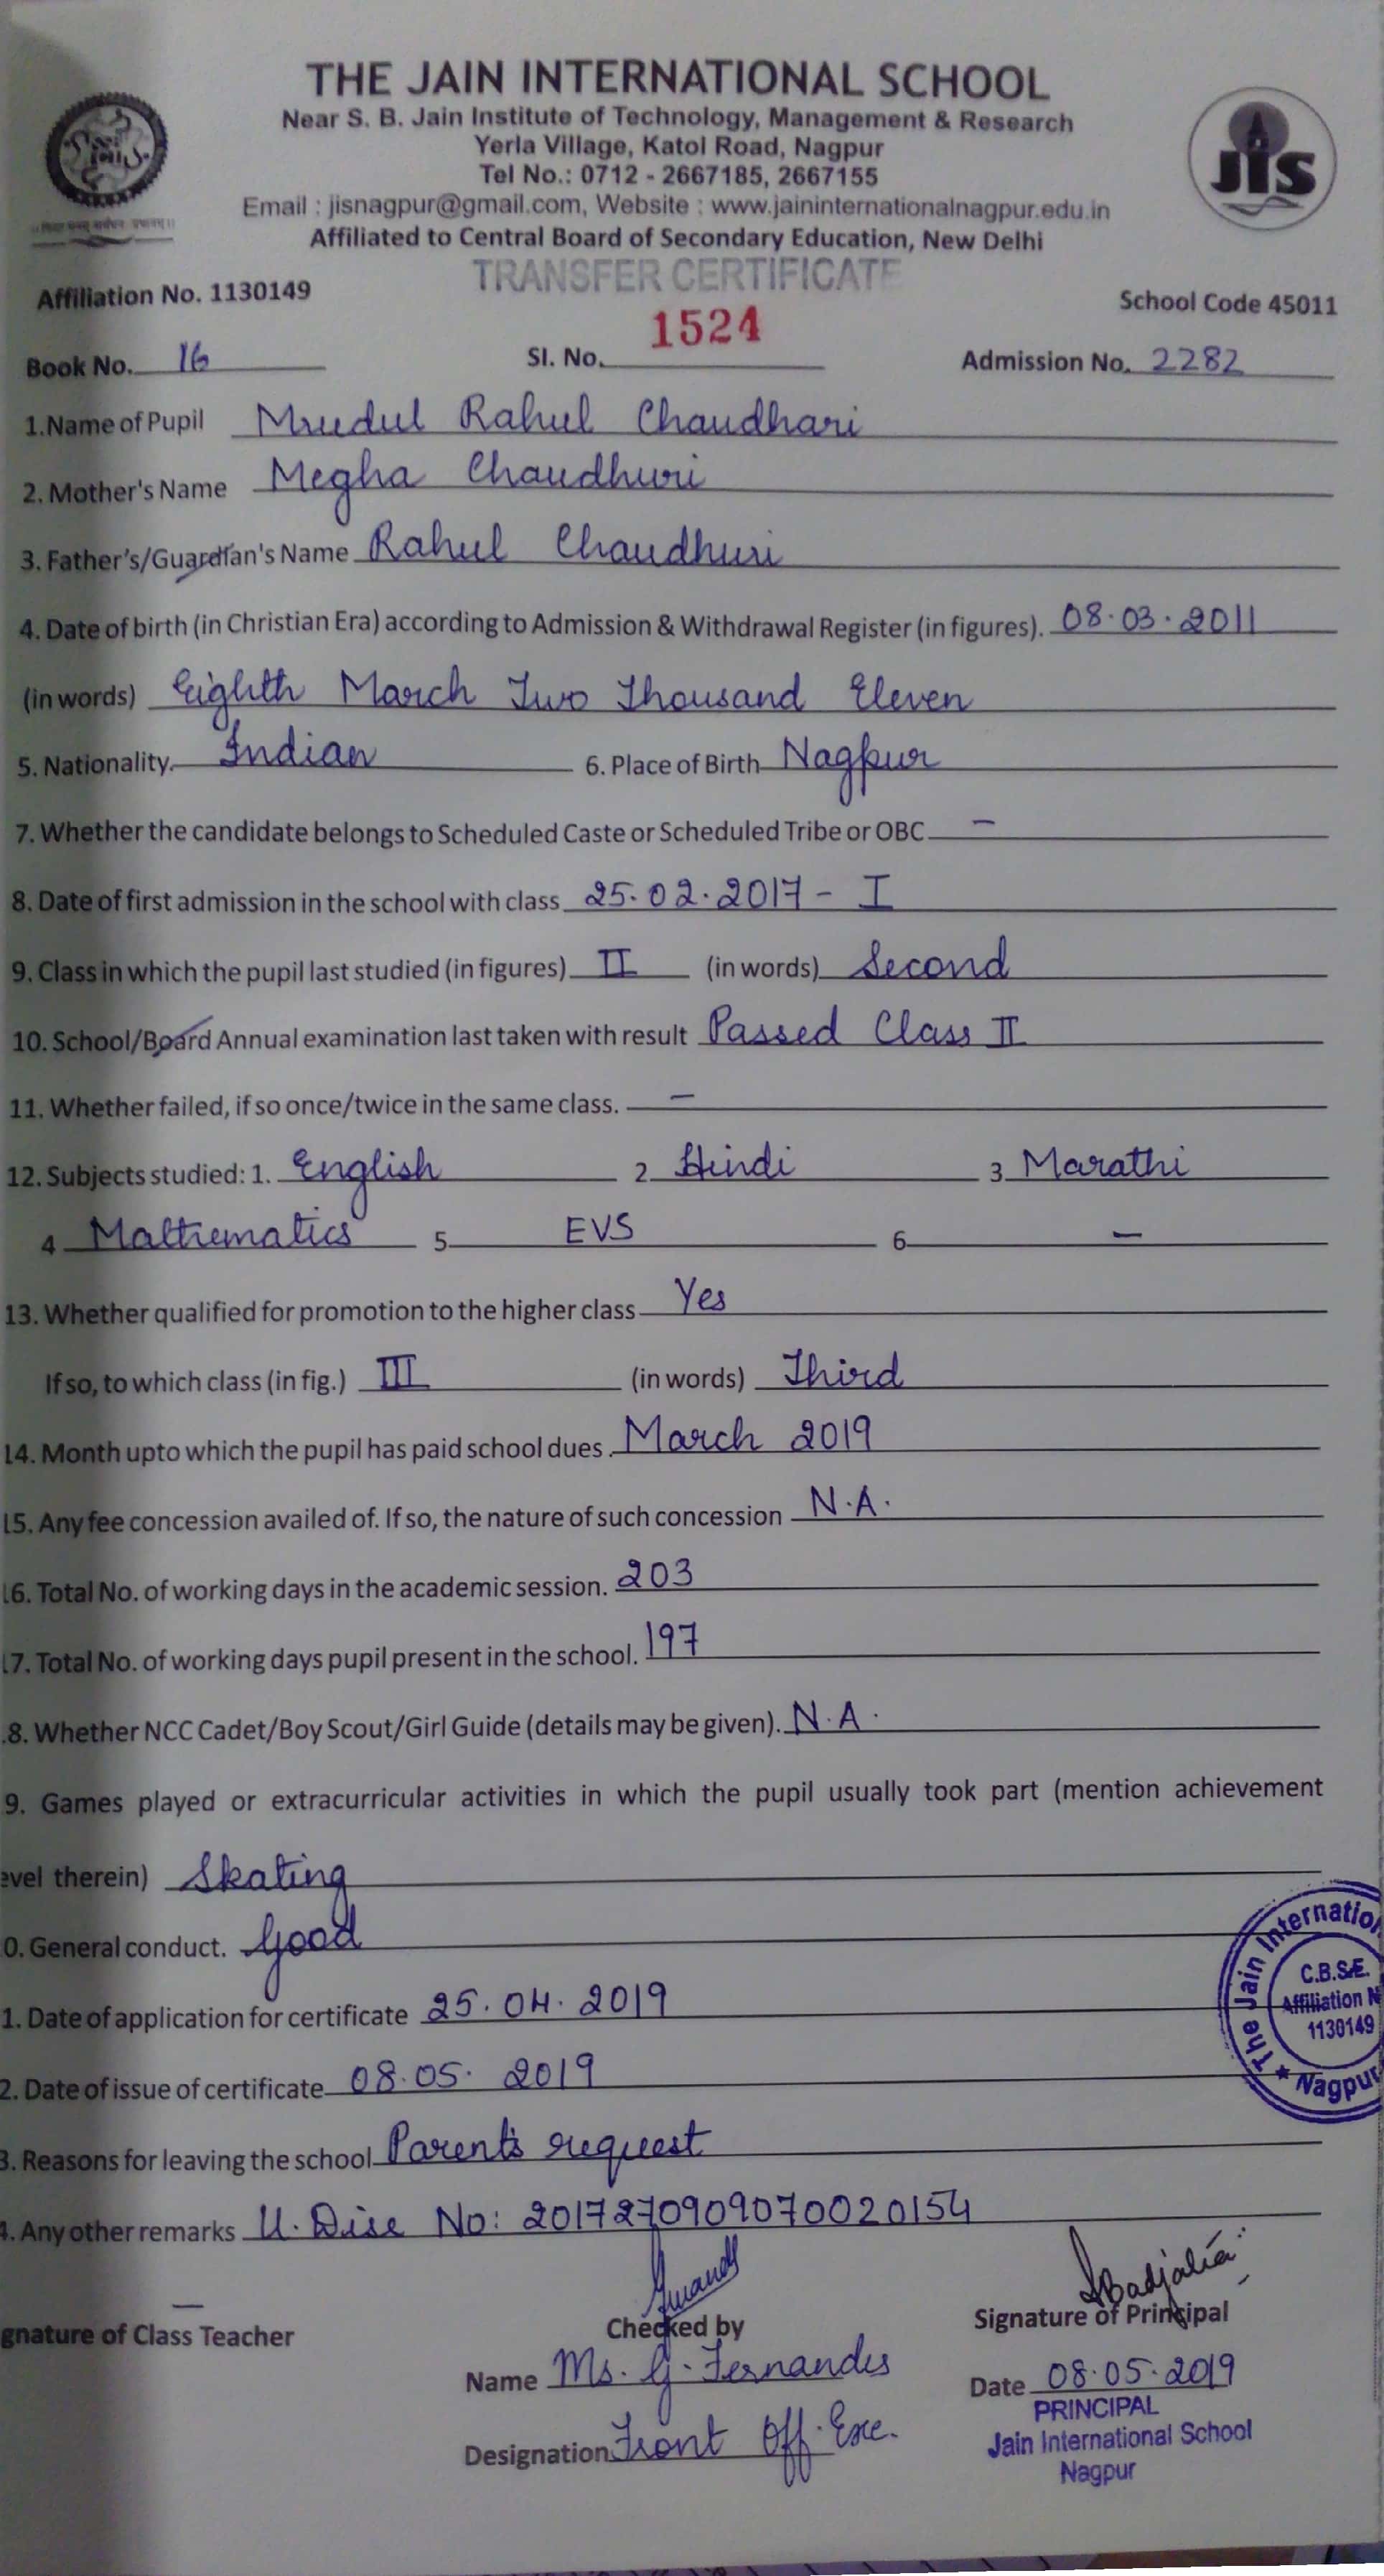 THE JAIN INTERNATIONAL SCHOOL
Near S. B. Jain Institute of Technology, Management & Research
Yerla Village, Katol Road, Nagpur
Tel No.: 0712 - 2667185, 2667155
Email : jisnagpur@gmail.com, Website : www.jaininternationalnagpur.edu.in
Affiliated to Central Board of Secondary Education, New Delhi
JIS
TRANSFER CERTIFICATE
Affiliation No. 1130149 School Code 45011
Book No. 16 Sl. No. 1524 Admission No. 2282
1.Name of Pupil Mrudul Rahul Chaudhari
2. Mother's Name Megha Chaudhuri
3. Father's/Guardian's Name Rahul Chaudhuri
4. Date of birth (in Christian Era) according to Admission & Withdrawal Register (in figures). 08.03.2011
(in words) Eighth March Two Thousand Eleven
5. Nationality. Indian 6. Place of Birth Nagpur
7. Whether the candidate belongs to Scheduled Caste or Scheduled Tribe or OBC -
8. Date of first admission in the school with class 25.02.2017 - I
9. Class in which the pupil last studied (in figures) II (in words) Second
10. School/Board Annual examination last taken with result Passed Class II
11. Whether failed, if so once/twice in the same class. -
12. Subjects studied: 1. English 2. Hindi 3. Marathi
4 Mathematics 5. EVS 6. -
13. Whether qualified for promotion to the higher class Yes
If so, to which class (in fig.) III (in words) Third
14. Month upto which the pupil has paid school dues. March 2019
15. Any fee concession availed of. If so, the nature of such concession N.A.
16. Total No. of working days in the academic session. 203
17. Total No. of working days pupil present in the school. 197
.8. Whether NCC Cadet/Boy Scout/Girl Guide (details may be given). N.A.
9. Games played or extracurricular activities in which the pupil usually took part (mention achievement
evel therein) Skating
0. General conduct. Good
1. Date of application for certificate 25.04.2019
2. Date of issue of certificate 08.05.2019
3. Reasons for leaving the school Parent's request
4. Any other remarks U. Dise No: 2017270909070020154
The Jain Internatio
C.B.S.E.
Affiliation N
1130149
★ Nagpur
gnature of Class Teacher - Checked by Signature of Principal
Name Ms. G. Fernandes Date 08.05.2019
Designation Front Off. Exe.
PRINCIPAL
Jain International School
Nagpur